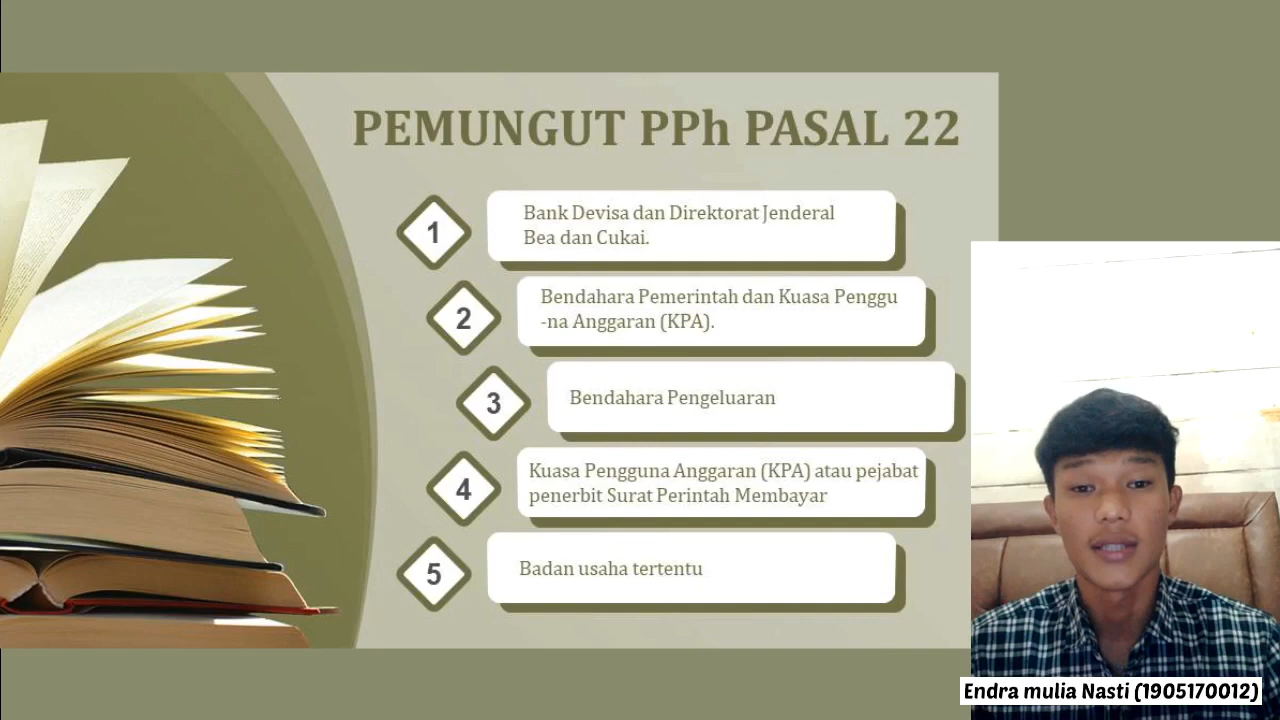 PEMUNGUT PPh PASAL 22
1
Bank Devisa dan Direktorat Jenderal
Bea dan Cukai.
2
Bendahara Pemerintah dan Kuasa Penggu
-na Anggaran (KPA).
3
Bendahara Pengeluaran
4
Kuasa Pengguna Anggaran (KPA) atau pejabat
penerbit Surat Perintah Membayar
5
Badan usaha tertentu
Endra mulia Nasti (1905170012)